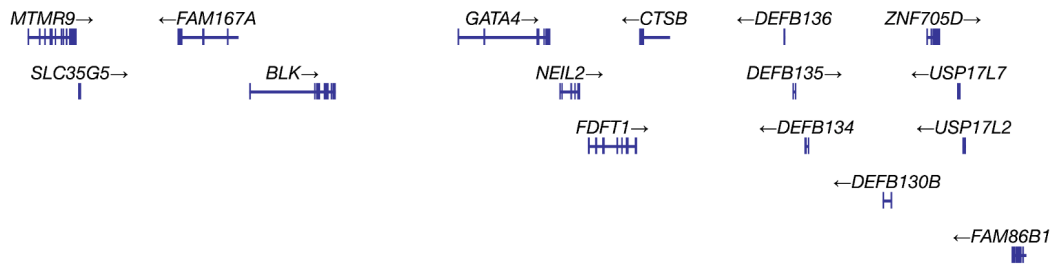 MTMR9→ ←FAM167A GATA4→ ←CTSB ←DEFB136 ZNF705D→
SLC35G5→ BLK→ NEIL2→ DEFB135→ ←USP17L7
FDFT1→ ←DEFB134 ←USP17L2
←DEFB130B
←FAM86B1